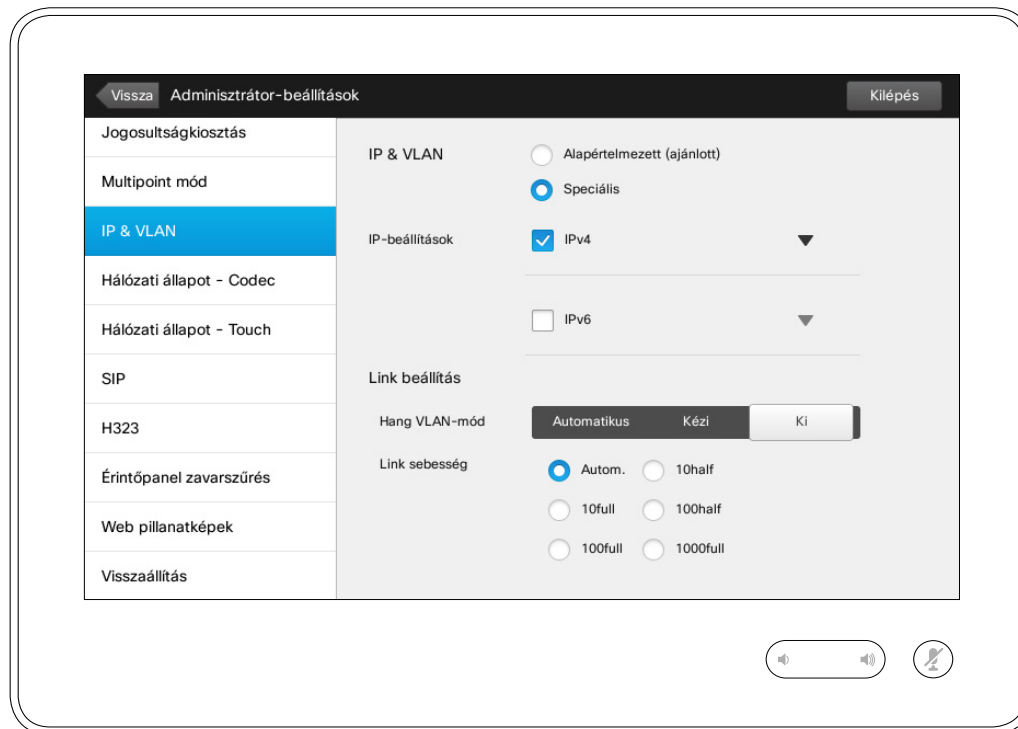 Vissza Adminisztrátor-beállítások Kilépés
Jogosultságkiosztás
Multipoint mód
IP & VLAN
Hálózati állapot - Codec
Hálózati állapot - Touch
SIP
H323
Érintőpanel zavarszűrés
Web pillanatképek
Visszaállítás
IP & VLAN
Alapértelmezett (ajánlott)
Speciális
IP-beállítások
IPv4
IPv6
Link beállítás
Hang VLAN-mód
Automatikus Kézi Ki
Link sebesség
Autom. 10half
10full 100half
100full 1000full